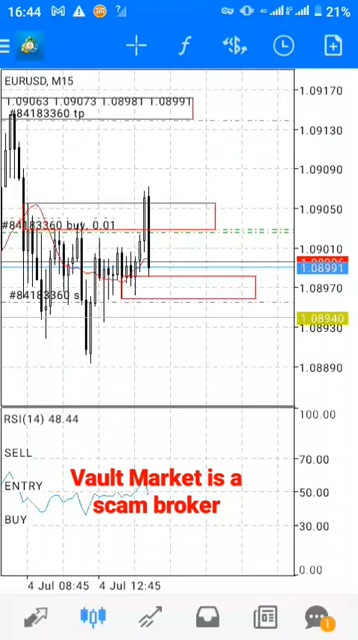 16:44
21%
EURUSD, M15
1.09063 1.09073 1.08981 1.08991
#84183360 tp
#84183360 buy, 0.01
1.09170
1.09130
1.09090
1.09050
1.09010
1.08991
1.08970
1.08940
1.08930
1.08890
RSI(14) 48.44
100.00
SELL
70.00
ENTRY
50.00
BUY
30.00
0.00
Vault Market is a
scam broker
4 Jul 08:45
4 Jul 12:45
1